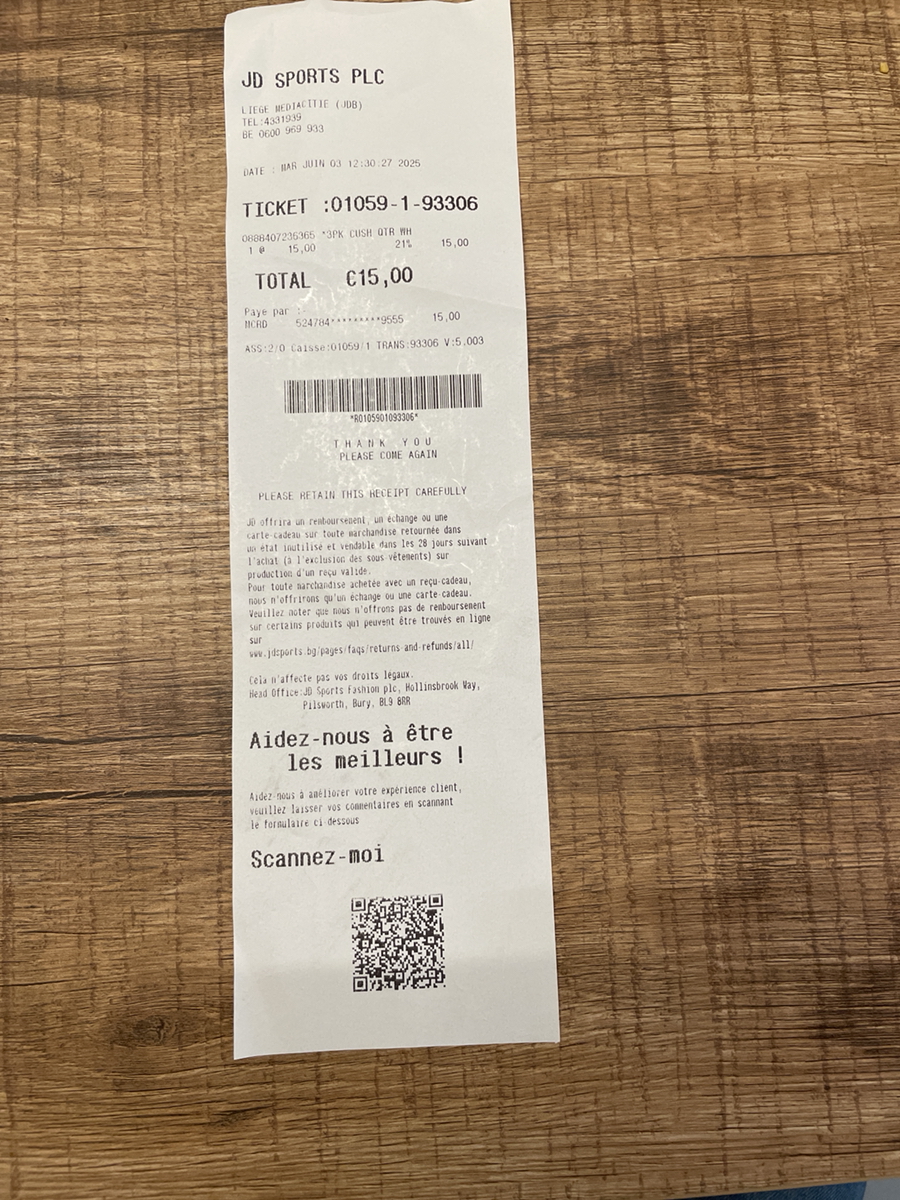 JD SPORTS PLC
LIEGE MEDIACITIE (JDB)
TEL:4331939
BE 0600 969 933
DATE : MAR JUIN 03 12:30:27 2025
TICKET :01059-1-93306
0888407236365 *3PK CUSH QTR WH
1 @ 15,00 21% 15,00
TOTAL €15,00
Paye par :-
MCRD 524784*********9555 15,00
ASS:2/0 Caisse:01059/1 TRANS:93306 V:5.003
*R0105901093306*
THANK YOU
PLEASE COME AGAIN
PLEASE RETAIN THIS RECEIPT CAREFULLY
JD offrira un remboursement, un échange ou une
carte-cadeau sur toute marchandise retournée dans
un état inutilisé et vendable dans les 28 jours suivant
l'achat (à l'exclusion des sous-vêtements) sur
production d'un reçu valide.
Pour toute marchandise achetée avec un reçu-cadeau,
nous n'offrirons qu'un échange ou une carte-cadeau.
Veuillez noter que nous n'offrons pas de remboursement
sur certains produits qui peuvent être trouvés en ligne
sur
www.jdsports.bg/pages/faqs/returns-and-refunds/all/
Cela n'affecte pas vos droits légaux.
Head Office:JD Sports Fashion plc, Hollinsbrook Way,
Pilsworth, Bury, BL9 8RR
Aidez-nous à être
les meilleurs !
Aidez-nous à améliorer votre expérience client,
veuillez laisser vos commentaires en scannant
le formulaire ci-dessous
Scannez-moi